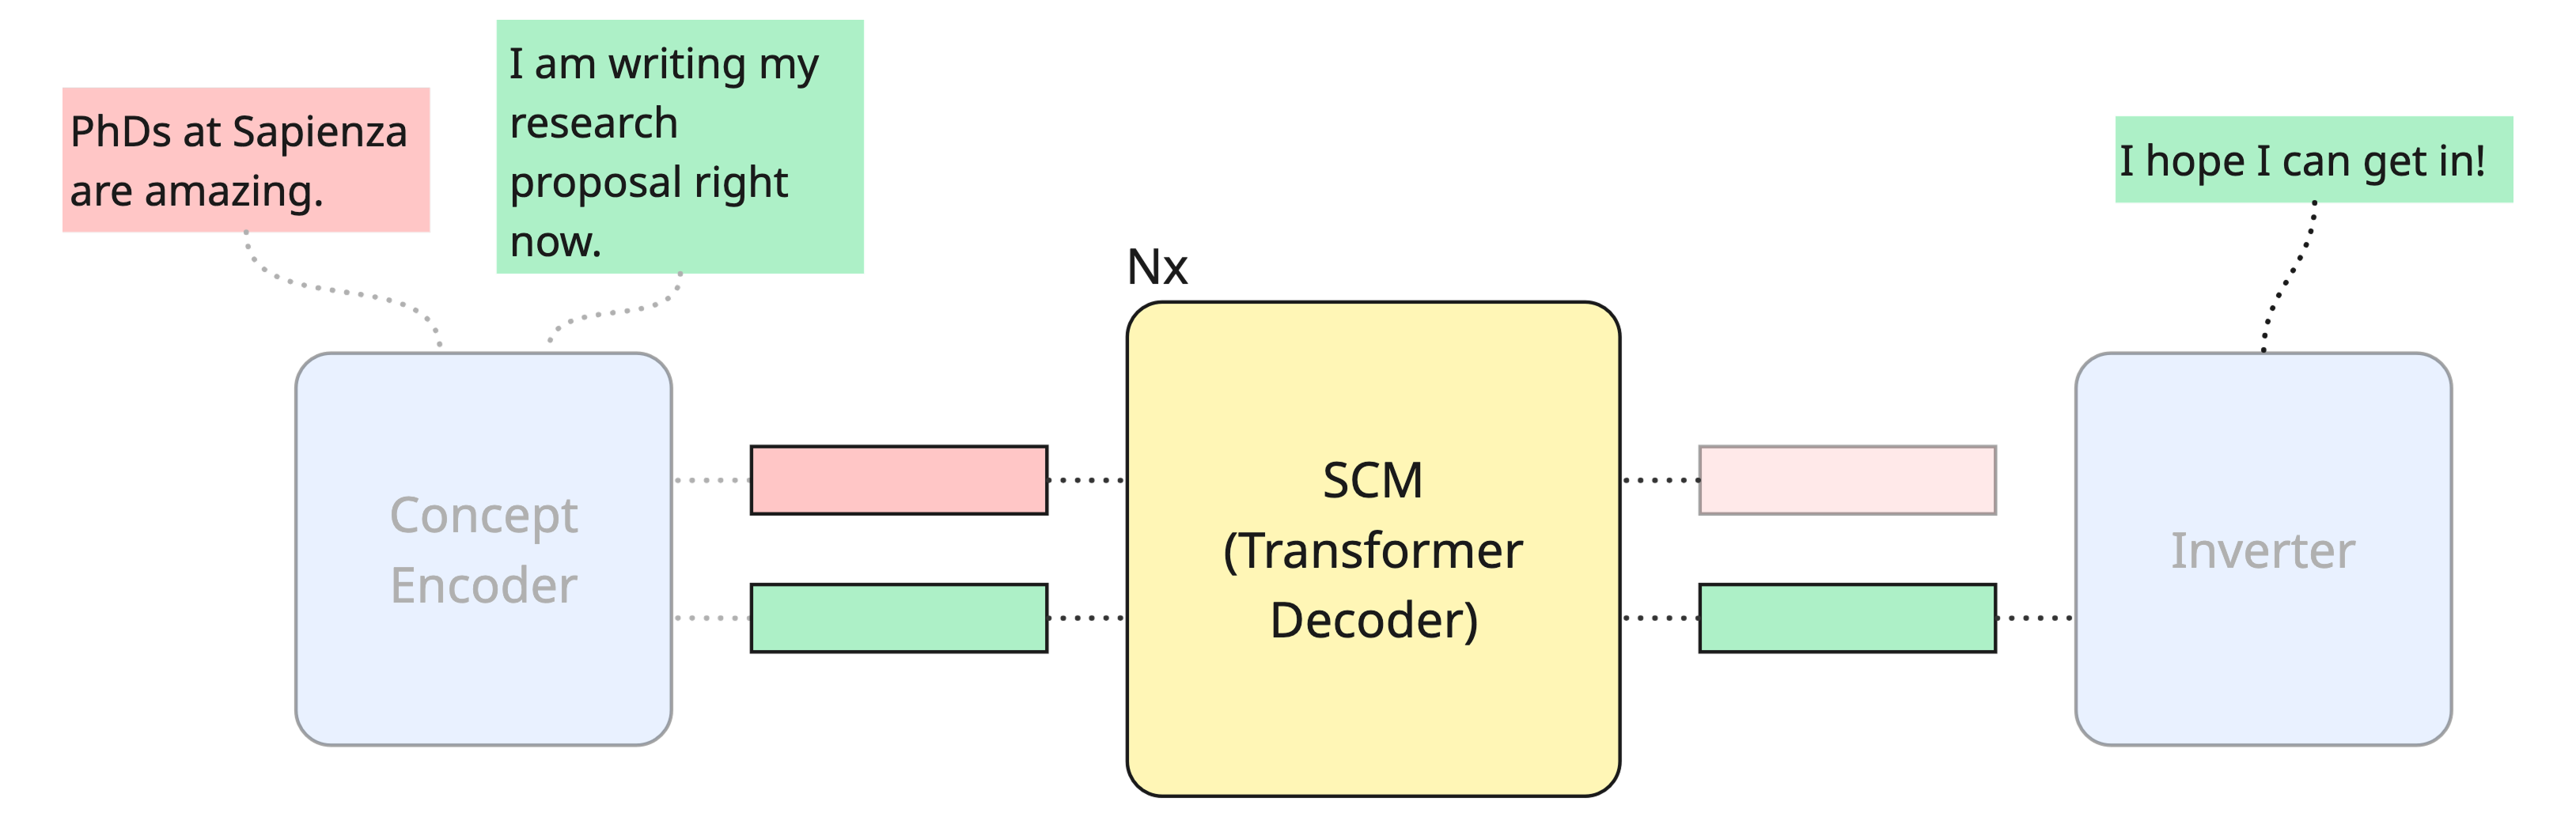 PhDs at Sapienza
are amazing.
I am writing my
research
proposal right
now.
I hope I can get in!
Nx
Concept
Encoder
SCM
(Transformer
Decoder)
Inverter